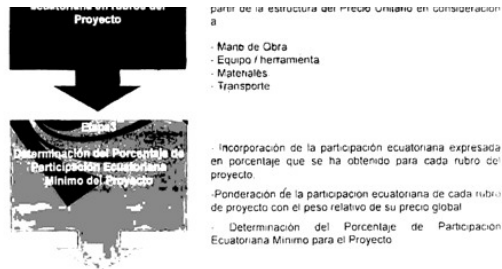 Ecuatoriana en rubros del
Proyecto
partir de la estructura del Precio Unitario en consideración
a
- Mano de Obra
- Equipo / herramienta
- Materiales
- Transporte
Etapa
Determinación del Porcentaje de
Participación Ecuatoriana
Mínimo del Proyecto
- Incorporación de la participación ecuatoriana expresada
en porcentaje que se ha obtenido para cada rubro del
proyecto.
-Ponderación de la participación ecuatoriana de cada rubro
de proyecto con el peso relativo de su precio global
- Determinación del Porcentaje de Participación
Ecuatoriana Mínimo para el Proyecto